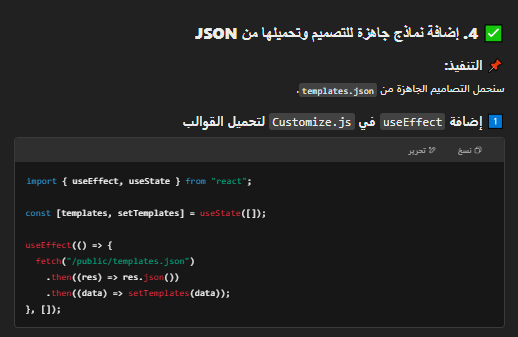 ✅ 4. إضافة نماذج جاهزة للتصميم وتحميلها من JSON
📌 التنفيذ:
سنحمل التصاميم الجاهزة من templates.json.
1️⃣ إضافة useEffect في Customize.js لتحميل القوالب
نسخ تحرير
import { useEffect, useState } from "react";
const [templates, setTemplates] = useState([]);
useEffect(() => {
  fetch("/public/templates.json")
    .then((res) => res.json())
    .then((data) => setTemplates(data));
}, []);